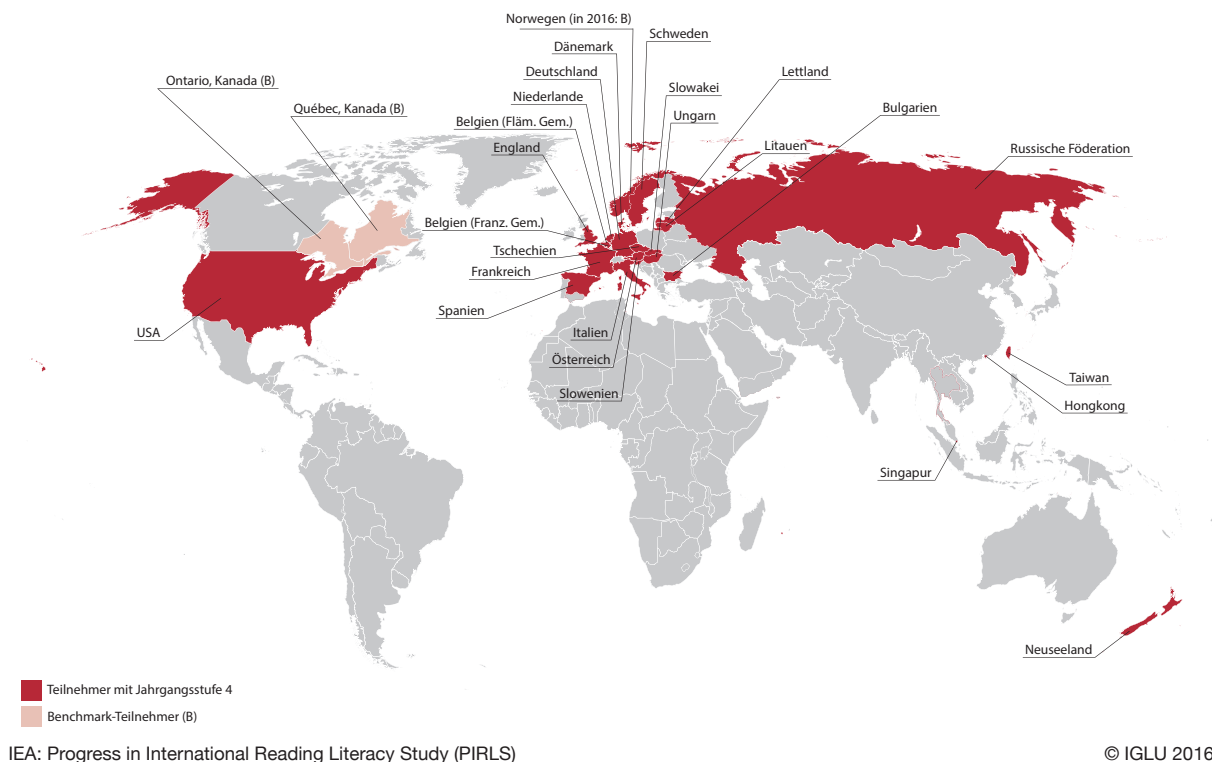 Norwegen (in 2016: B)
Schweden
Dänemark
Deutschland
Lettland
Ontario, Kanada (B)
Slowakei
Niederlande
Québec, Kanada (B)
Bulgarien
Ungarn
Belgien (Fläm. Gem.)
England
Litauen
Russische Föderation
Belgien (Franz. Gem.)
Tschechien
Frankreich
Spanien
USA
Italien
Österreich
Taiwan
Slowenien
Hongkong
Singapur
Neuseeland
Teilnehmer mit Jahrgangsstufe 4
Benchmark-Teilnehmer (B)
IEA: Progress in International Reading Literacy Study (PIRLS)
© IGLU 2016